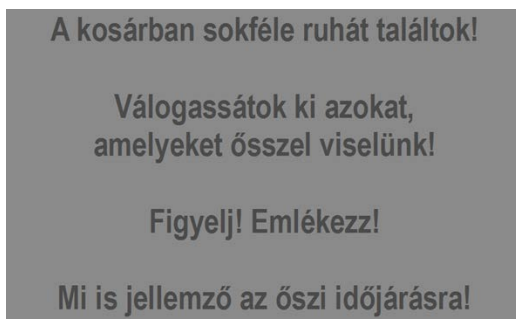 A kosárban sokféle ruhát találtok!
Válogassátok ki azokat,
amelyeket ősszel viselünk!
Figyelj! Emlékezz!
Mi is jellemző az őszi időjárásra!